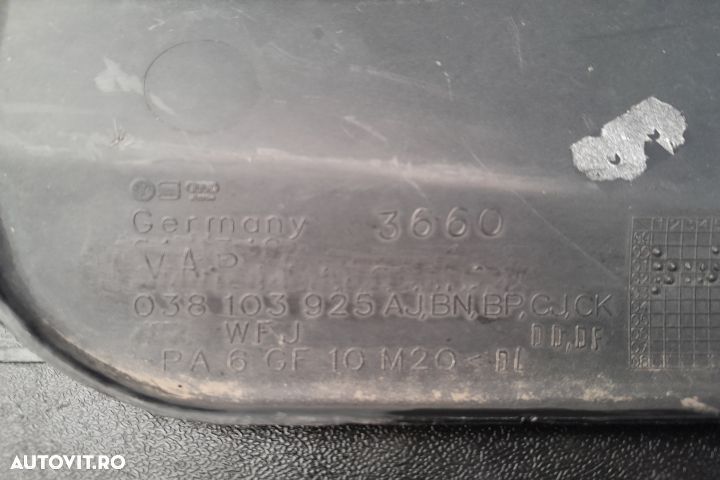 Germany 3660
VAP
038 103 925 AJ,BN,BP,CJ,CK
WFJ DD,DF
PA 6 GF 10 M20 <
AUTOVIT.RO